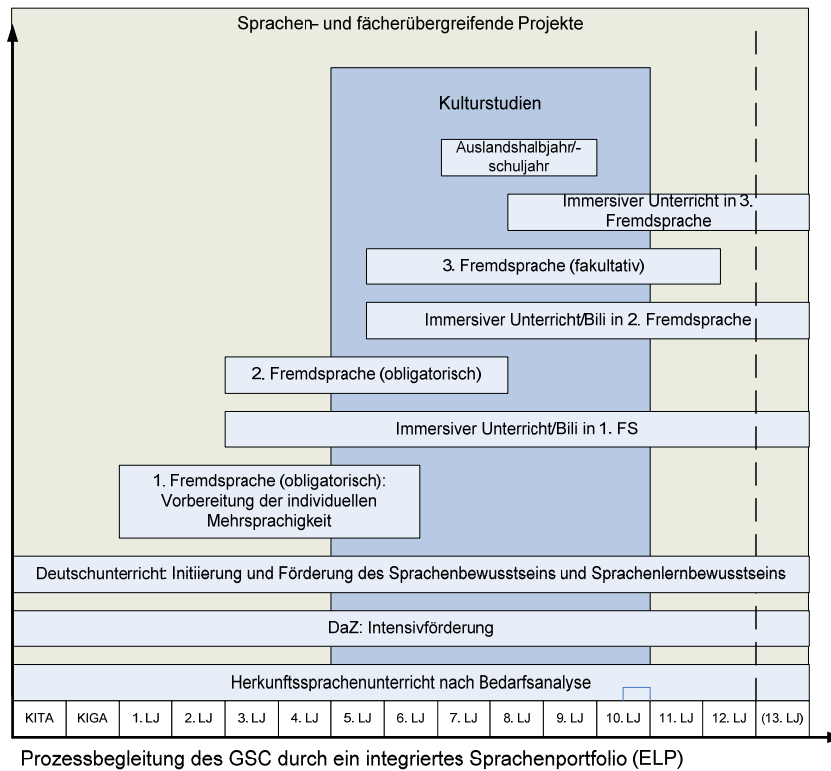 Sprachen– und fächerübergreifende Projekte
Kulturstudien
Auslandshalbjahr/-
schuljahr
Immersiver Unterricht in 3.
Fremdsprache
3. Fremdsprache (fakultativ)
Immersiver Unterricht/Bili in 2. Fremdsprache
2. Fremdsprache (obligatorisch)
Immersiver Unterricht/Bili in 1. FS
1. Fremdsprache (obligatorisch):
Vorbereitung der individuellen
Mehrsprachigkeit
Deutschunterricht: Initiierung und Förderung des Sprachenbewusstseins und Sprachenlernbewusstseins
DaZ: Intensivförderung
Herkunftssprachenunterricht nach Bedarfsanalyse
KITA KIGA 1. LJ 2. LJ 3. LJ 4. LJ 5. LJ 6. LJ 7. LJ 8. LJ 9. LJ 10. LJ 11. LJ 12. LJ (13. LJ)
Prozessbegleitung des GSC durch ein integriertes Sprachenportfolio (ELP)